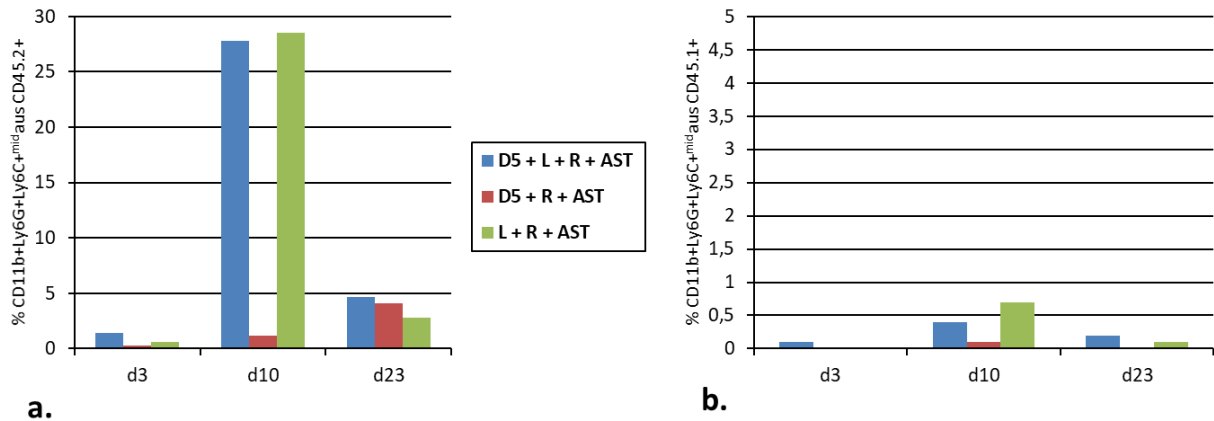 % CD11b+Ly6G+Ly6C+mid aus CD45.2+
30
25
20
15
10
5
0
d3 d10 d23
a.
D5 + L + R + AST
D5 + R + AST
L + R + AST
% CD11b+Ly6G+Ly6C+mid aus CD45.1+
5
4,5
4
3,5
3
2,5
2
1,5
1
0,5
0
d3 d10 d23
b.